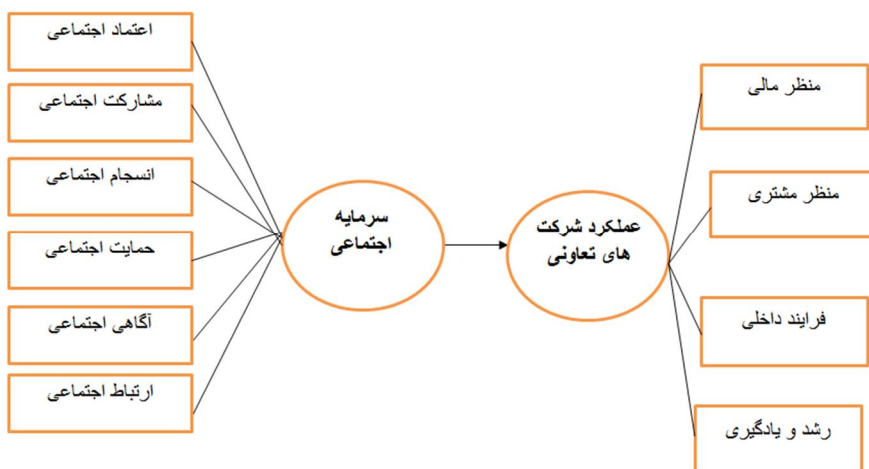 اعتماد اجتماعی
مشارکت اجتماعی
انسجام اجتماعی
حمایت اجتماعی
آگاهی اجتماعی
ارتباط اجتماعی
سرمایه
اجتماعی
عملکرد شرکت
های تعاونی
منظر مالی
منظر مشتری
فرایند داخلی
رشد و یادگیری